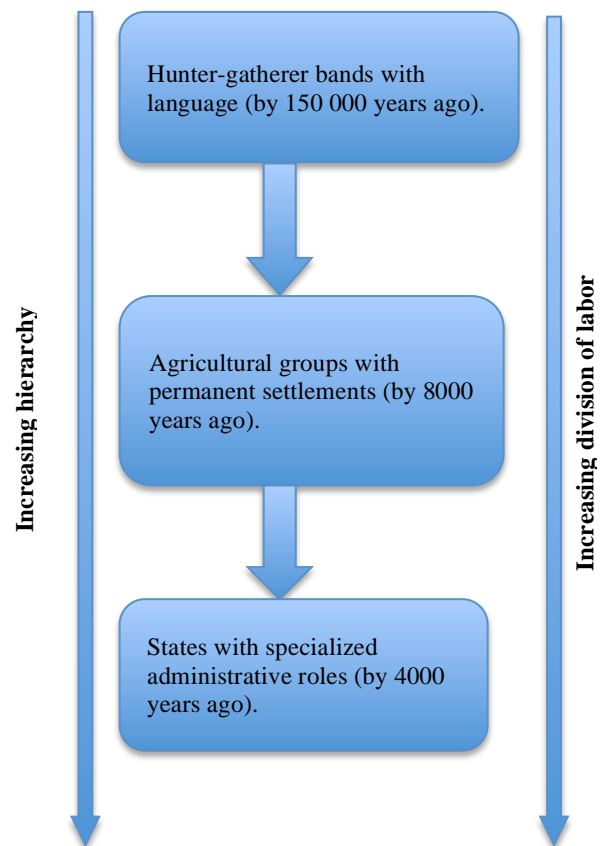 Hunter-gatherer bands with
language (by 150 000 years ago).
Increasing hierarchy
Agricultural groups with
permanent settlements (by 8000
years ago).
Increasing division of labor
States with specialized
administrative roles (by 4000
years ago).